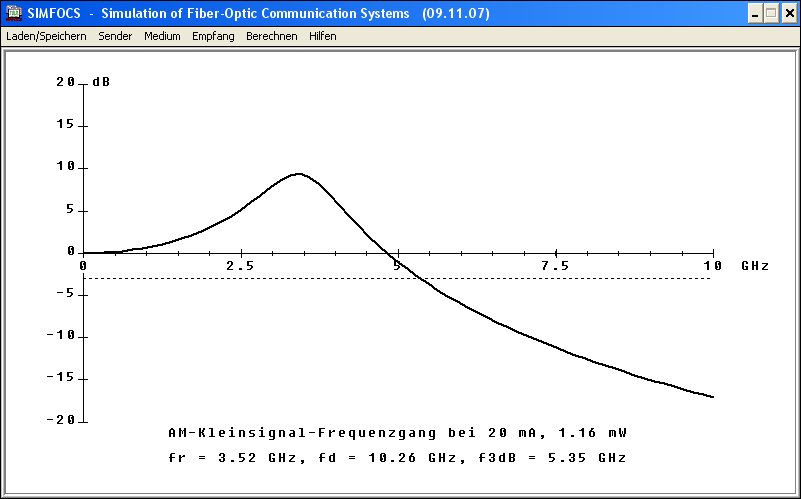 SIMFOCS - Simulation of Fiber-Optic Communication Systems (09.11.07)
Laden/Speichern Sender Medium Empfang Berechnen Hilfen
20 dB
15
10
5
0
0 2.5 5 7.5 10 GHz
-5
-10
-15
-20
AM-Kleinsignal-Frequenzgang bei 20 mA, 1.16 mW
fr = 3.52 GHz, fd = 10.26 GHz, f3dB = 5.35 GHz